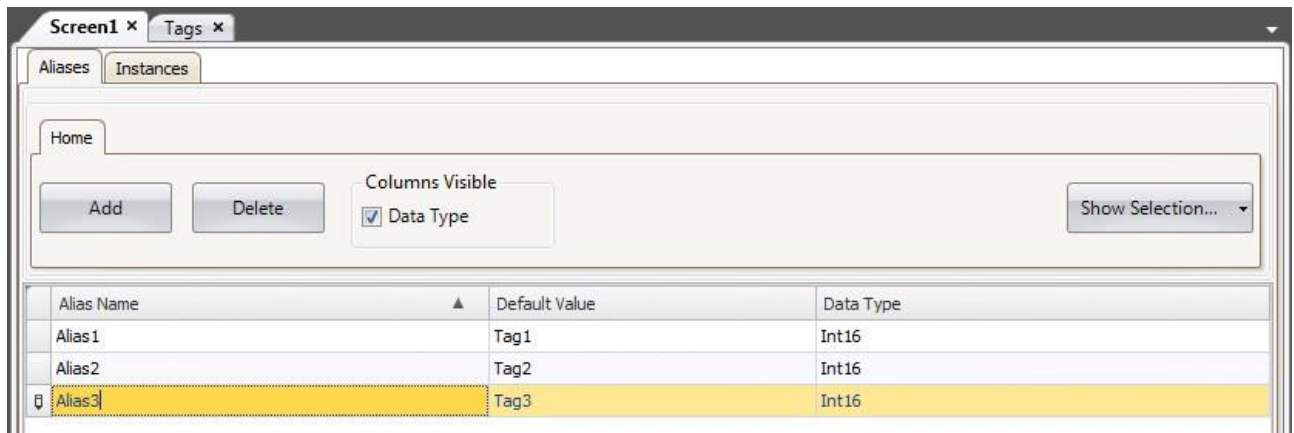 Screen1 × Tags ×
Aliases Instances
Home
Columns Visible
Add Delete Data Type Show Selection...
Alias Name Default Value Data Type
Alias1 Tag1 Int16
Alias2 Tag2 Int16
Alias3 Tag3 Int16